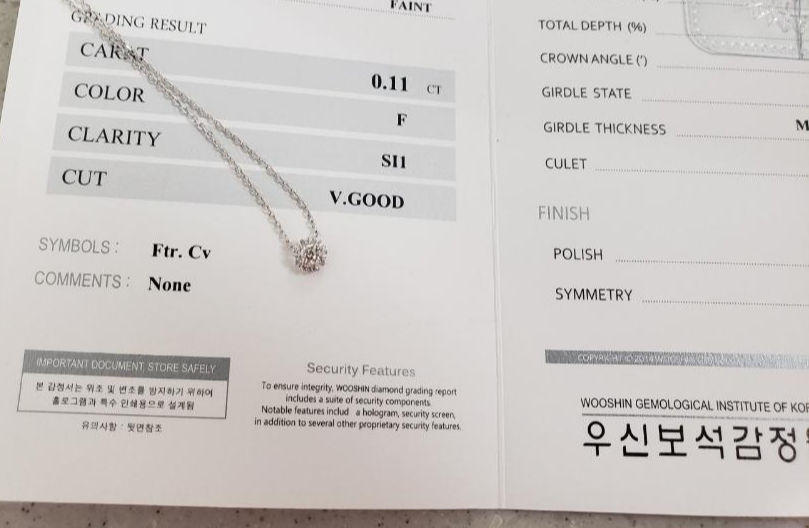 FAINT
GRADING RESULT
CARAT 0.11 CT
COLOR F
CLARITY SI1
CUT V.GOOD
SYMBOLS : Ftr. Cv
COMMENTS : None
IMPORTANT DOCUMENT STORE SAFELY
본 감정서는 위조 및 변조를 방지하기 위하여
홀로그램과 특수 인쇄용으로 설계됨
유의사항 : 뒷면참조
Security Features
To ensure integrity, WOOSHIN diamond grading report
includes a suite of security components.
Notable features includ a hologram, security screen,
in addition to several other proprietary security features.
TOTAL DEPTH (%)
CROWN ANGLE (°)
GIRDLE STATE
GIRDLE THICKNESS M
CULET
FINISH
POLISH
SYMMETRY
COPYRIGHT © 2014 WOOSHIN
WOOSHIN GEMOLOGICAL INSTITUTE OF KOR
우신보석감정